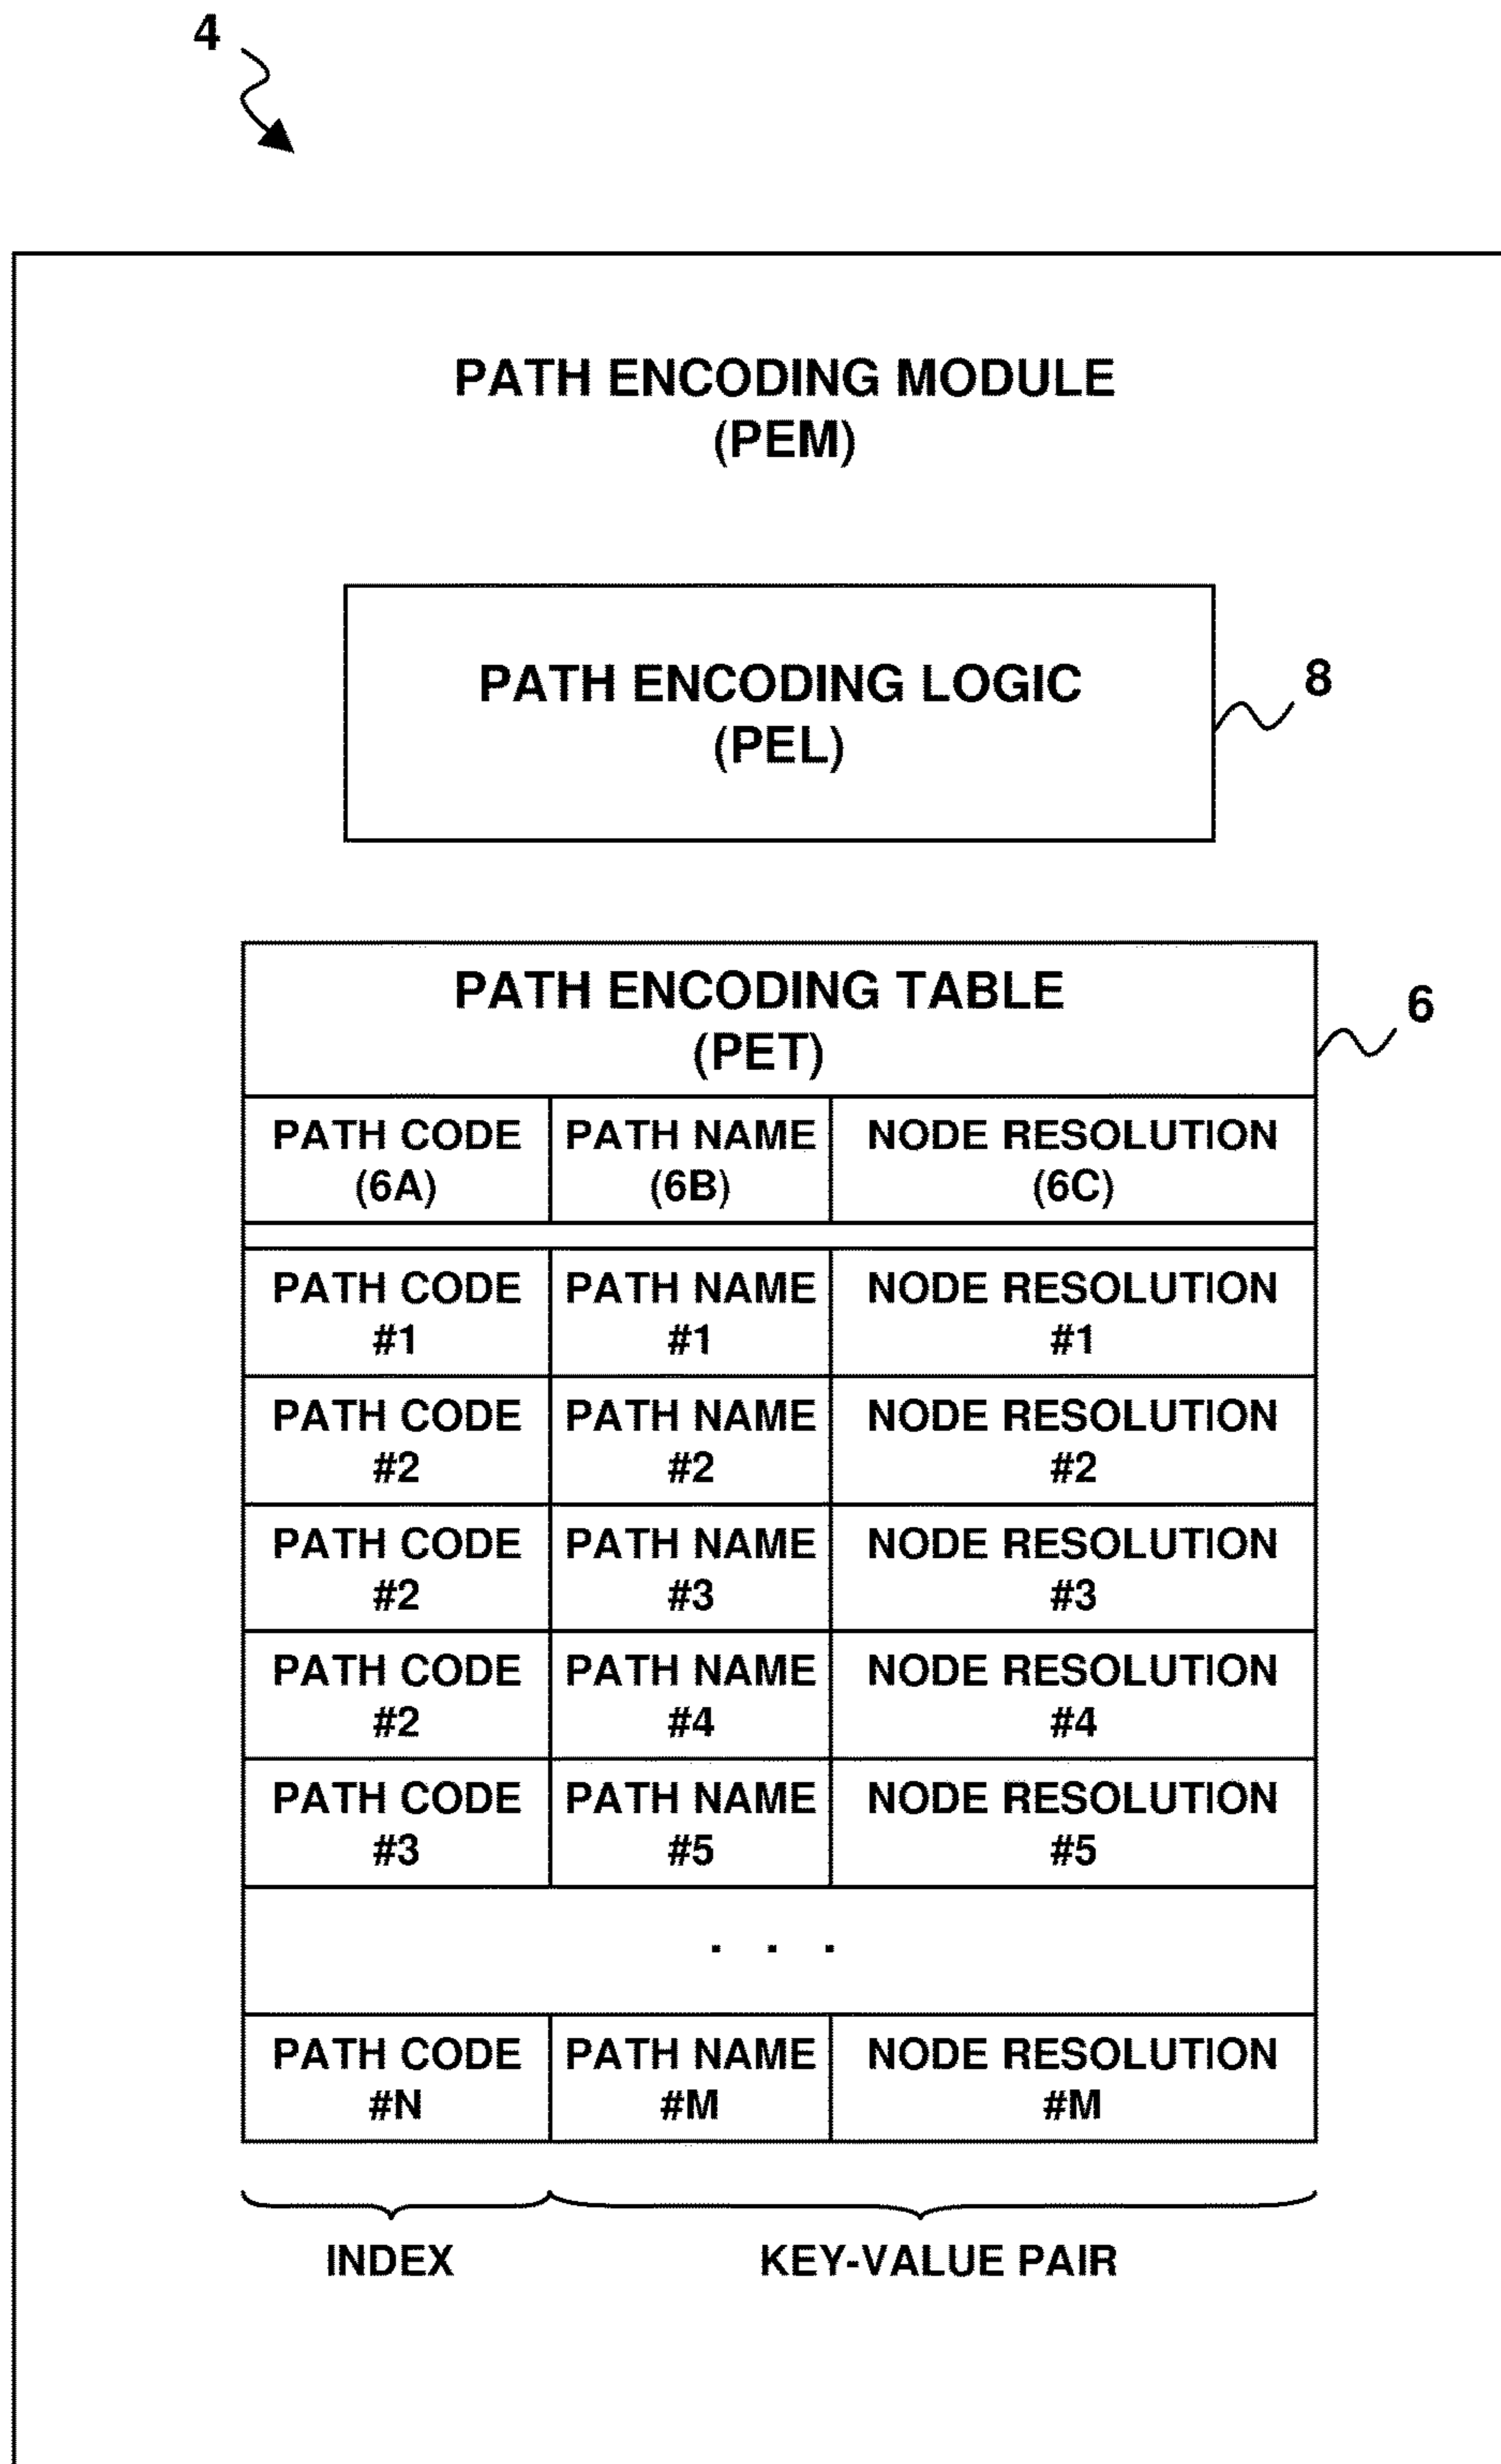 4
PATH ENCODING MODULE
(PEM)
PATH ENCODING LOGIC
(PEL)
8
PATH ENCODING TABLE
(PET)
6
PATH CODE PATH NAME NODE RESOLUTION
(6A) (6B) (6C)
PATH CODE PATH NAME NODE RESOLUTION
#1 #1 #1
PATH CODE PATH NAME NODE RESOLUTION
#2 #2 #2
PATH CODE PATH NAME NODE RESOLUTION
#2 #3 #3
PATH CODE PATH NAME NODE RESOLUTION
#2 #4 #4
PATH CODE PATH NAME NODE RESOLUTION
#3 #5 #5
. . .
PATH CODE PATH NAME NODE RESOLUTION
#N #M #M
INDEX KEY-VALUE PAIR